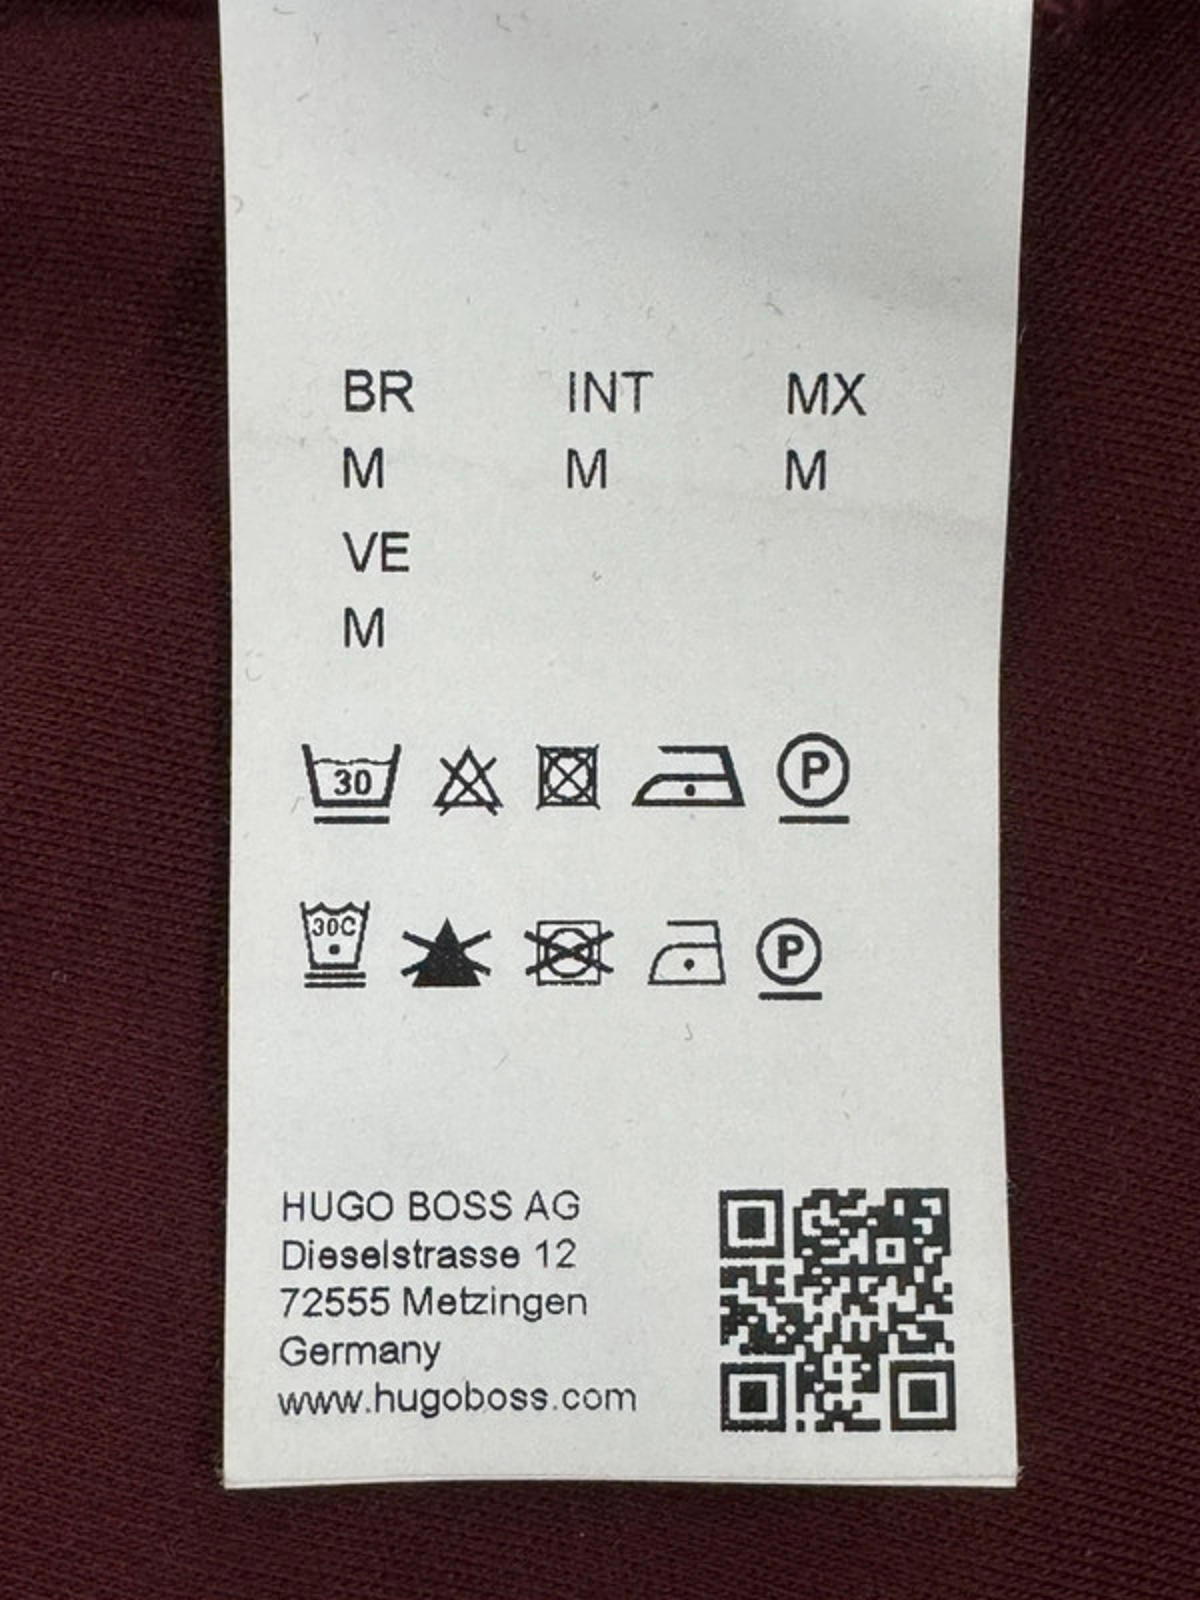 BR INT MX
M M M
VE
M
30 P
30C P
HUGO BOSS AG
Dieselstrasse 12
72555 Metzingen
Germany
www.hugoboss.com